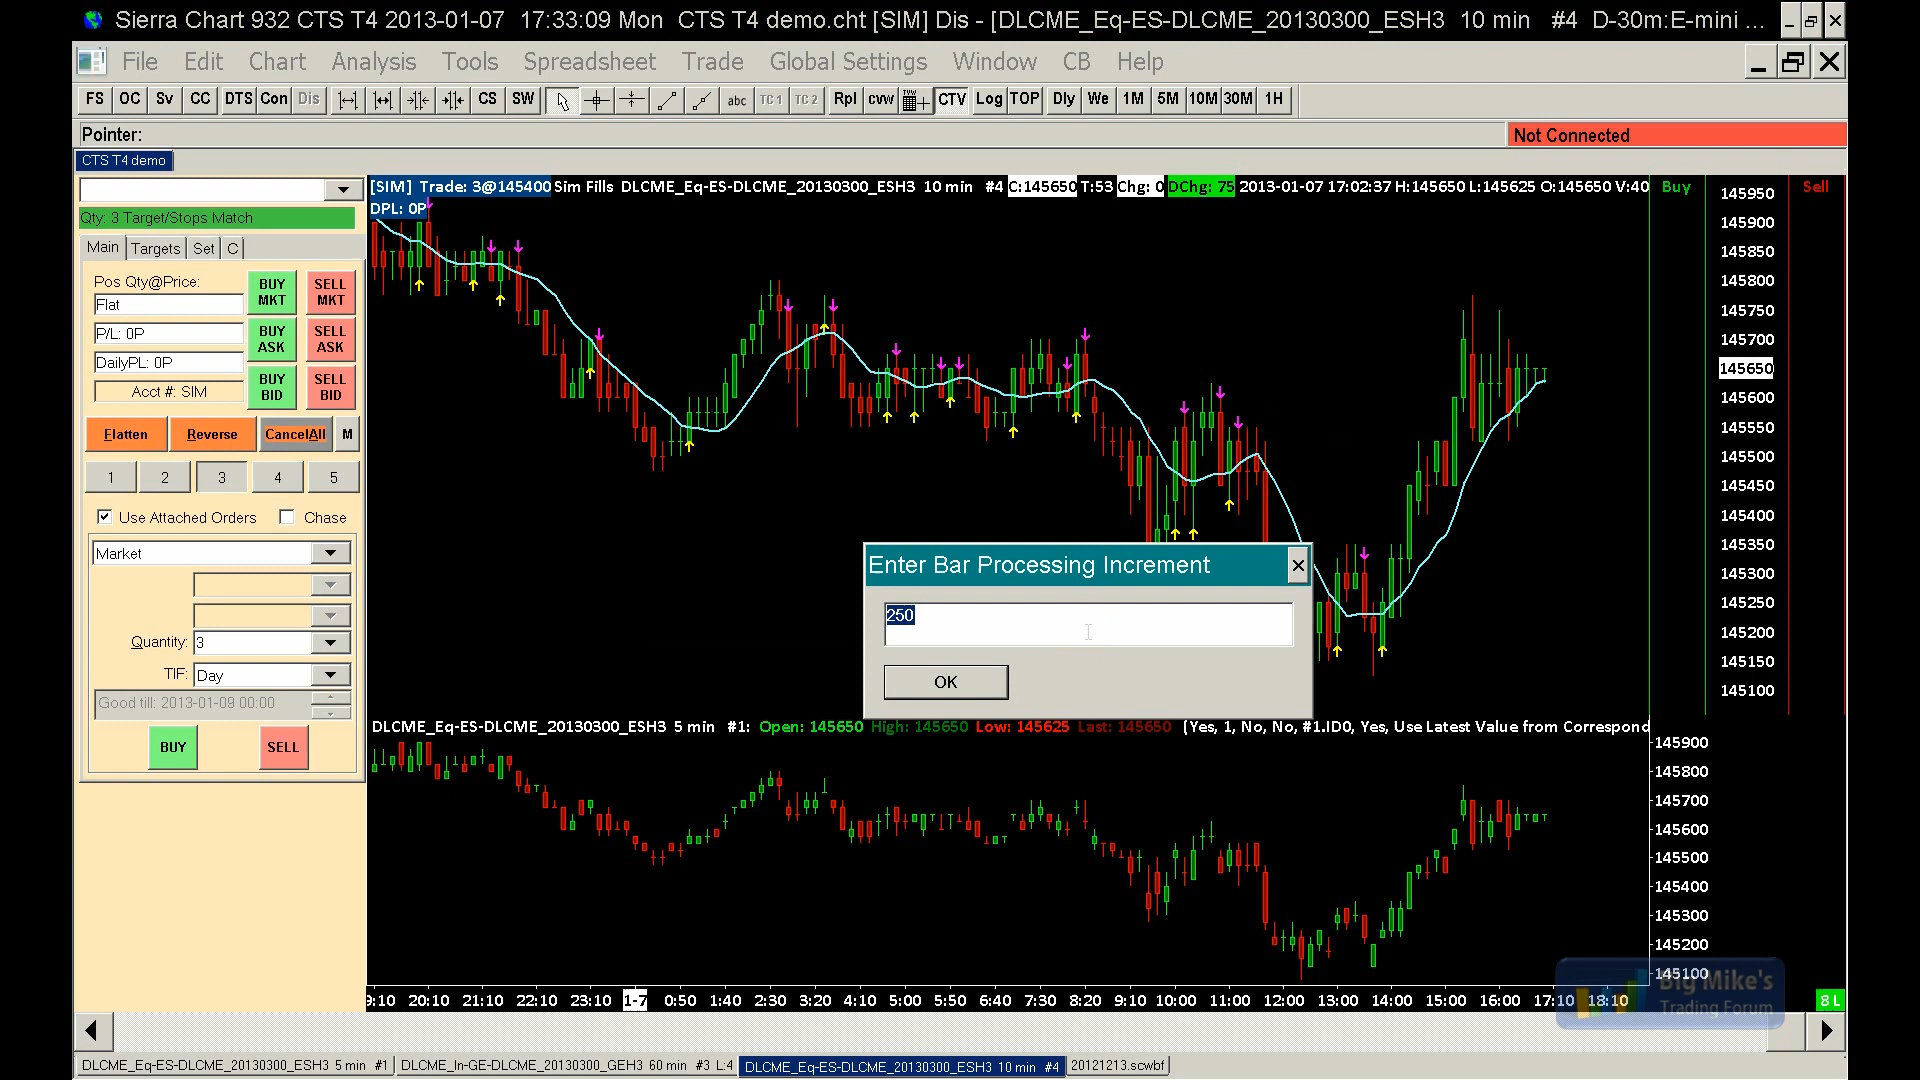 Sierra Chart 932 CTS T4 2013-01-07 17:33:09 Mon CTS T4 demo.cht [SIM] Dis - [DLCME_Eq-ES-DLCME_20130300_ESH3 10 min #4 D-30m:E-mini ...
File Edit Chart Analysis Tools Spreadsheet Trade Global Settings Window CB Help
FS OC Sv CC DTS Con Dis CS SW abc TC 1 TC 2 Rpl cvw TVW CTV Log TOP Dly We 1M 5M 10M 30M 1H
Pointer: Not Connected
CTS T4 demo
[SIM] Trade: 3@145400 Sim Fills DLCME_Eq-ES-DLCME_20130300_ESH3 10 min #4 C:145650 T:53 Chg: 0 DChg: 75 2013-01-07 17:02:37 H:145650 L:145625 O:145650 V:40 Buy Sell
DPL: 0P
Qty: 3 Target/Stops Match
Main Targets Set C
Pos Qty@Price:
Flat
P/L: 0P
DailyPL: 0P
Acct #: SIM
BUY MKT
SELL MKT
BUY ASK
SELL ASK
BUY BID
SELL BID
Flatten Reverse CancelAll M
1 2 3 4 5
Use Attached Orders Chase
Market
Quantity: 3
TIF: Day
Good till: 2013-01-09 00:00
BUY SELL
145950
145900
145850
145800
145750
145700
145650
145600
145550
145500
145450
145400
145350
145300
145250
145200
145150
145100
Enter Bar Processing Increment
250
OK
DLCME_Eq-ES-DLCME_20130300_ESH3 5 min #1: Open: 145650 High: 145650 Low: 145625 Last: 145650 (Yes, 1, No, No, #1.ID0, Yes, Use Latest Value from Correspond
145900
145800
145700
145600
145500
145400
145300
145200
145100
Big Mike's
Trading Forum
9:10 20:10 21:10 22:10 23:10 1-7 0:50 1:40 2:30 3:20 4:10 5:00 5:50 6:40 7:30 8:20 9:10 10:00 11:00 12:00 13:00 14:00 15:00 16:00 17:10 18:10 8 L
DLCME_Eq-ES-DLCME_20130300_ESH3 5 min #1 DLCME_In-GE-DLCME_20130300_GEH3 60 min #3 L:4 DLCME_Eq-ES-DLCME_20130300_ESH3 10 min #4 20121213.scwbf